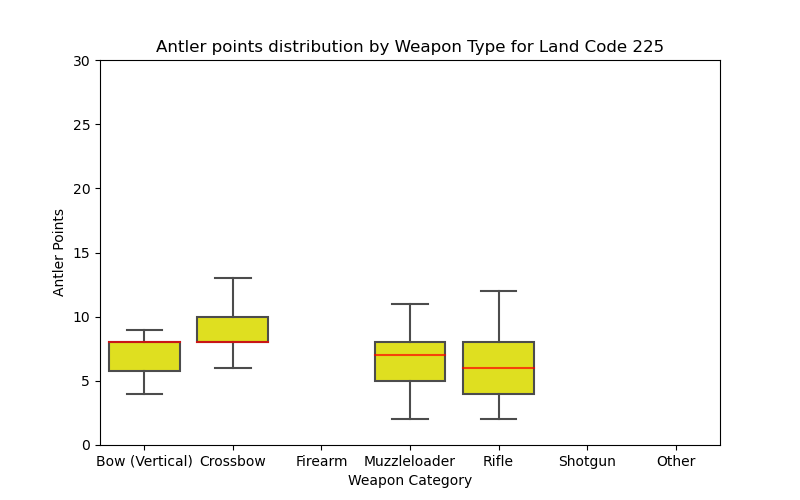 Antler points distribution by Weapon Type for Land Code 225
30
25
20
15
10
5
0
Antler Points
Bow (Vertical) Crossbow Firearm Muzzleloader Rifle Shotgun Other
Weapon Category